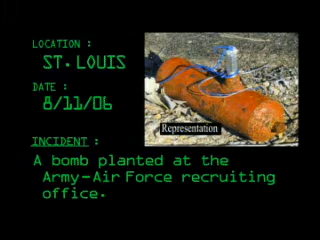 LOCATION :
ST. LOUIS
DATE :
8/11/06
Representation
INCIDENT :
A bomb planted at the
Army-Air Force recruiting
office.